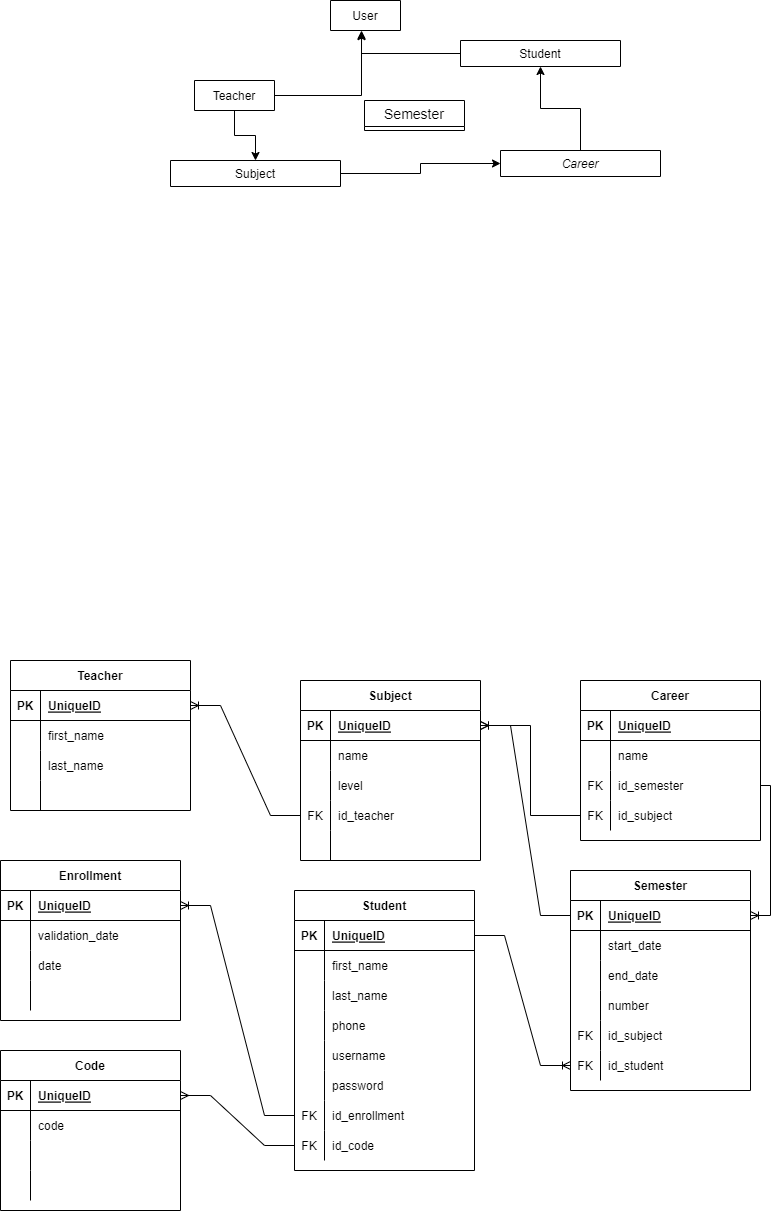 User
Student
Teacher
Semester
Career
Subject
Teacher
PK UniqueID
first_name
last_name
Subject
PK UniqueID
name
level
FK id_teacher
Career
PK UniqueID
name
FK id_semester
FK id_subject
Enrollment
PK UniqueID
validation_date
date
Student
PK UniqueID
first_name
last_name
phone
username
password
FK id_enrollment
FK id_code
Semester
PK UniqueID
start_date
end_date
number
FK id_subject
FK id_student
Code
PK UniqueID
code